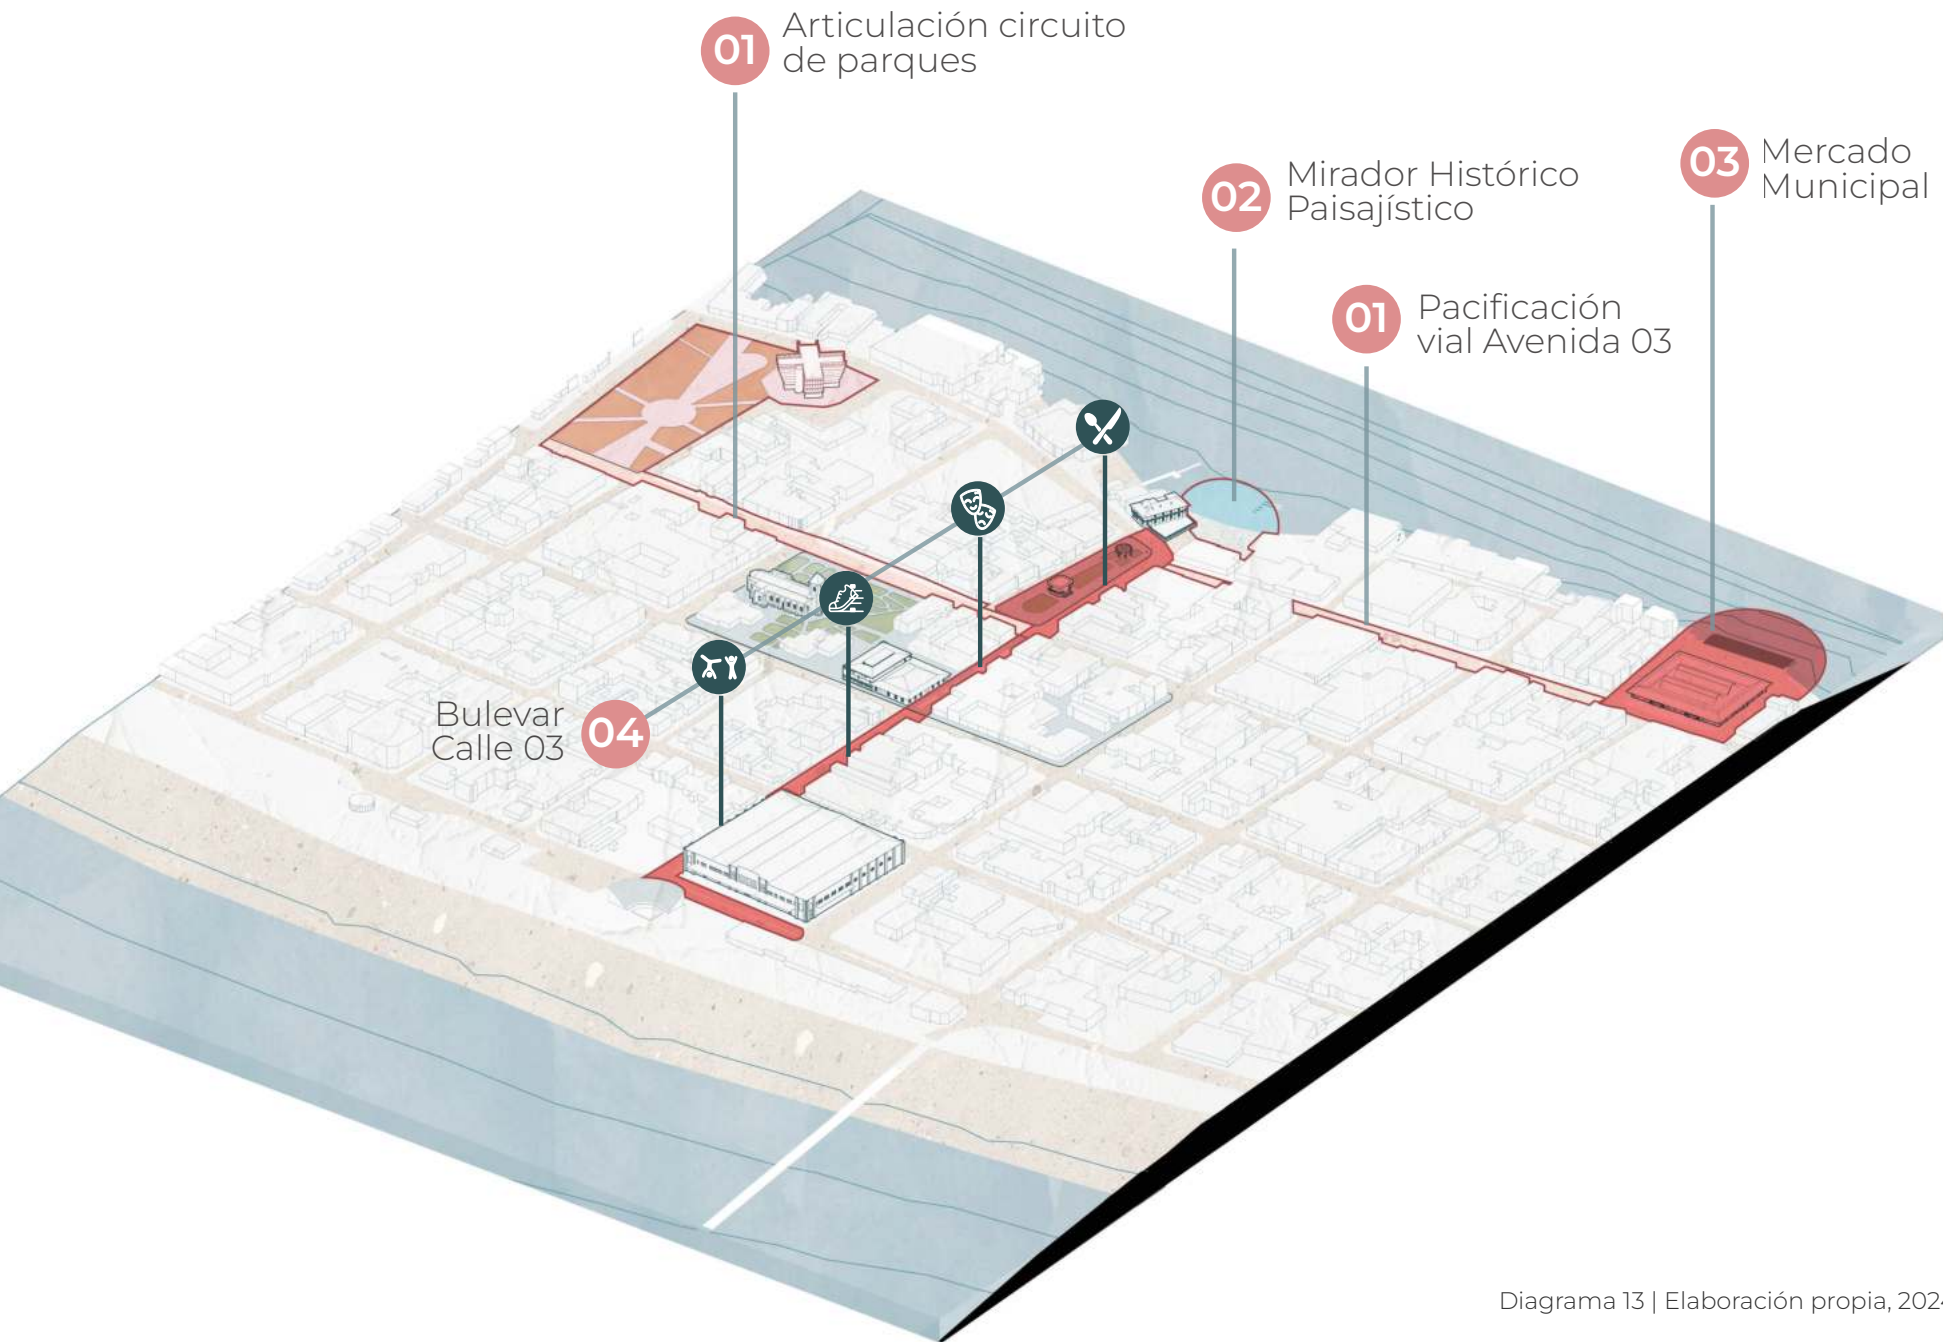 01
Articulación circuito
de parques
02
Mirador Histórico
Paisajístico
03
Mercado
Municipal
01
Pacificación
vial Avenida 03
Bulevar
Calle 03
04
Diagrama 13 | Elaboración propia, 2024